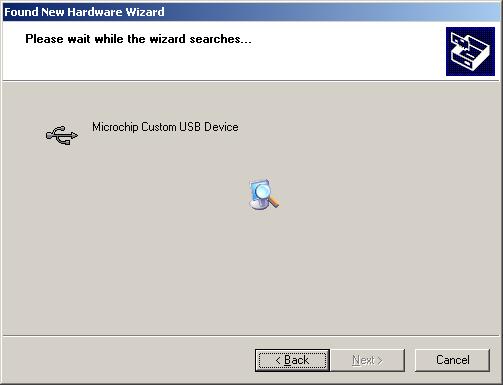 Found New Hardware Wizard
Please wait while the wizard searches...
Microchip Custom USB Device
< Back
Next >
Cancel